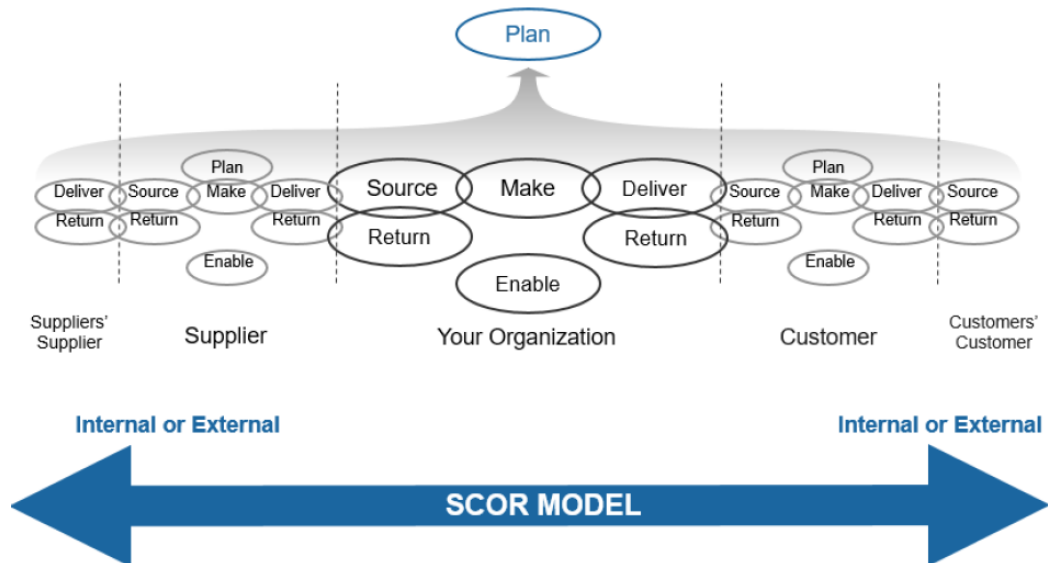 Plan
Plan
Plan
Deliver Source Make Deliver Source Make Deliver Source Make Deliver Source
Return Return Return Return Return Return Return Return
Enable Enable Enable
Suppliers’
Supplier
Supplier
Your Organization
Customer
Customers’
Customer
Internal or External
Internal or External
SCOR MODEL